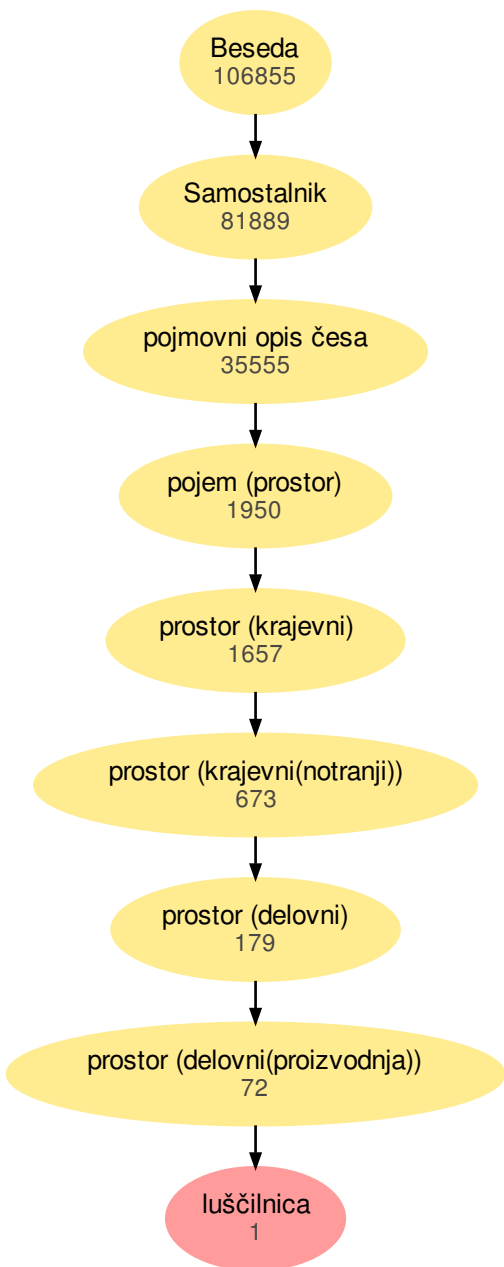 Beseda
106855
Samostalnik
81889
pojmovni opis česa
35555
pojem (prostor)
1950
prostor (krajevni)
1657
prostor (krajevni(notranji))
673
prostor (delovni)
179
prostor (delovni(proizvodnja))
72
luščilnica
1